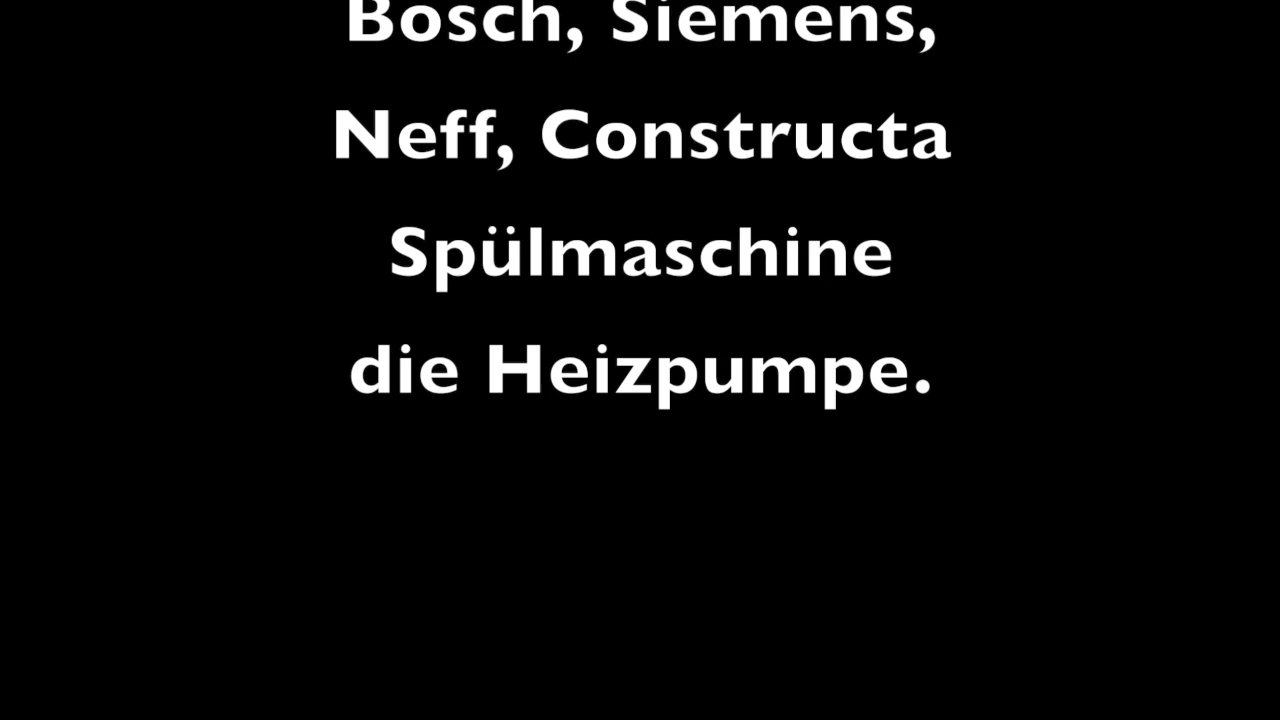 Bosch, Siemens,
Neff, Constructa
Spülmaschine
die Heizpumpe.